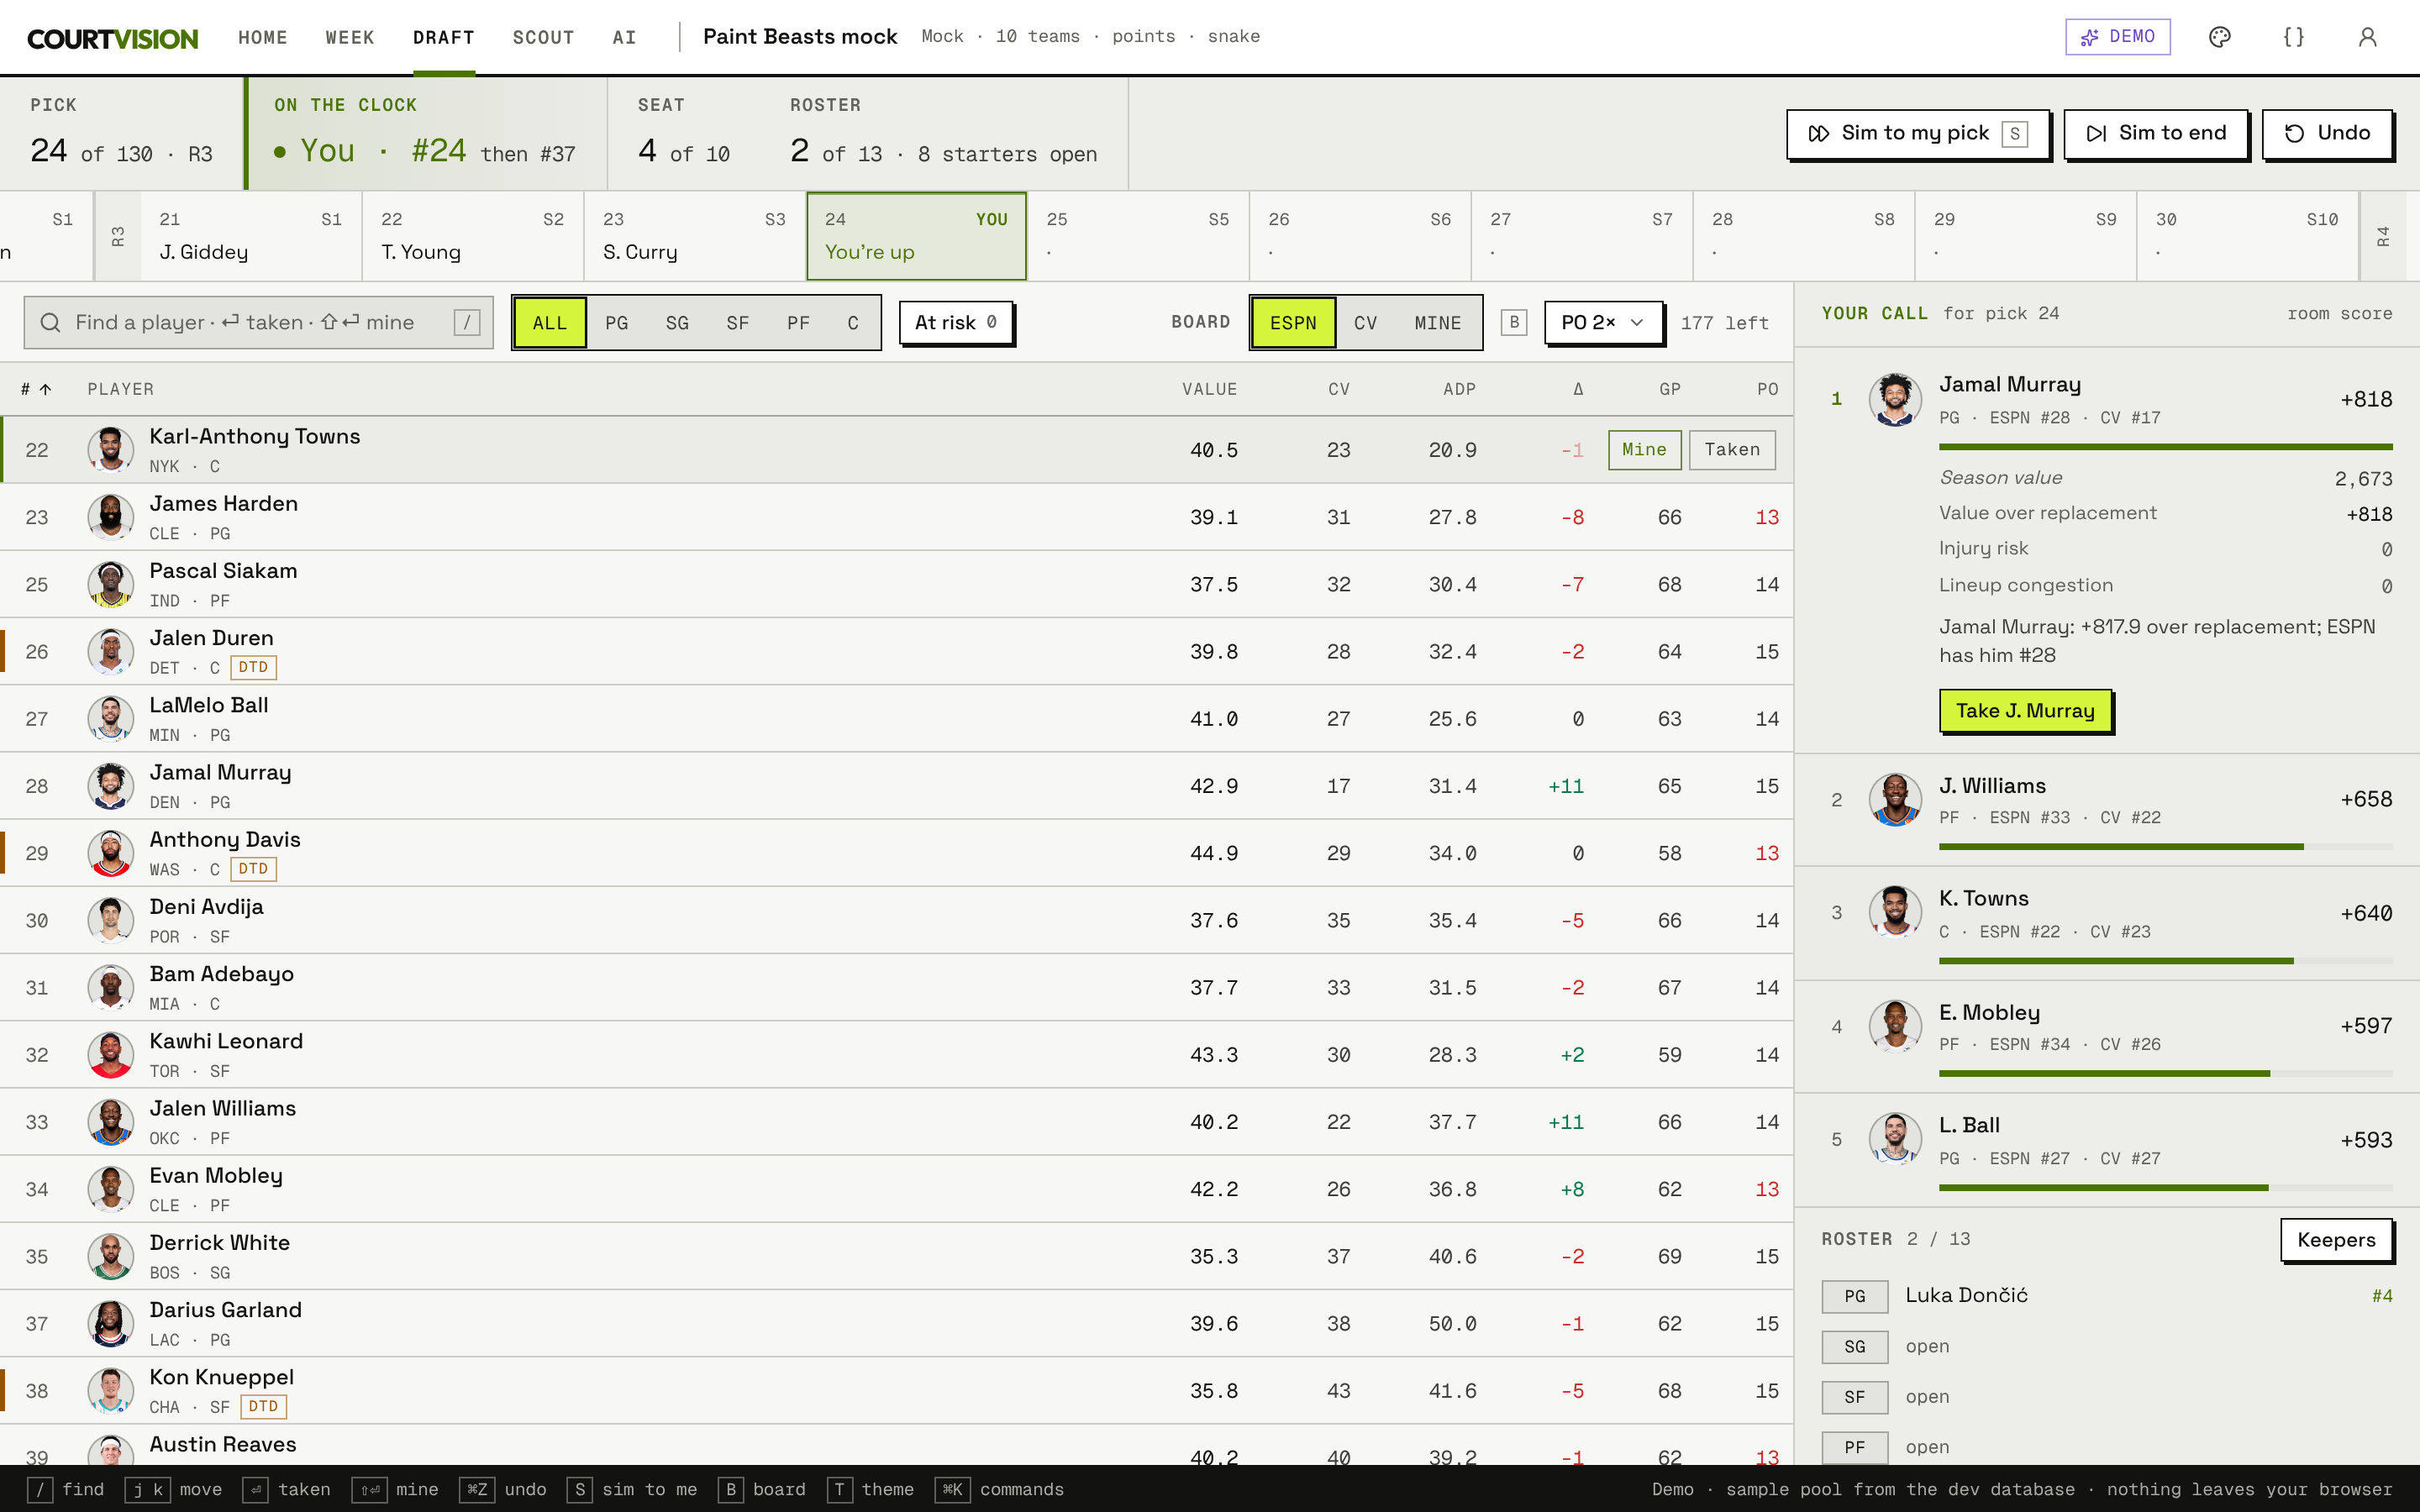 COURTVISION HOME WEEK DRAFT SCOUT AI Paint Beasts mock Mock · 10 teams · points · snake DEMO {}
PICK ON THE CLOCK SEAT ROSTER
24 of 130 · R3 You · #24 then #37 4 of 10 2 of 13 · 8 starters open Sim to my pick S Sim to end Undo
S1 R3 21 S1 22 S2 23 S3 24 YOU 25 S5 26 S6 27 S7 28 S8 29 S9 30 S10 R4
n J. Giddey T. Young S. Curry You're up · · · · · ·
Find a player · ⏎ taken · ⇧⏎ mine / ALL PG SG SF PF C At risk 0 BOARD ESPN CV MINE B PO 2× 177 left
# ↑ PLAYER VALUE CV ADP Δ GP PO
22 Karl-Anthony Towns 40.5 23 20.9 -1 Mine Taken
NYK · C
23 James Harden 39.1 31 27.8 -8 66 13
CLE · PG
25 Pascal Siakam 37.5 32 30.4 -7 68 14
IND · PF
26 Jalen Duren 39.8 28 32.4 -2 64 15
DET · C DTD
27 LaMelo Ball 41.0 27 25.6 0 63 14
MIN · PG
28 Jamal Murray 42.9 17 31.4 +11 65 15
DEN · PG
29 Anthony Davis 44.9 29 34.0 0 58 13
WAS · C DTD
30 Deni Avdija 37.6 35 35.4 -5 66 14
POR · SF
31 Bam Adebayo 37.7 33 31.5 -2 67 14
MIA · C
32 Kawhi Leonard 43.3 30 28.3 +2 59 14
TOR · SF
33 Jalen Williams 40.2 22 37.7 +11 66 14
OKC · PF
34 Evan Mobley 42.2 26 36.8 +8 62 13
CLE · PF
35 Derrick White 35.3 37 40.6 -2 69 15
BOS · SG
37 Darius Garland 39.6 38 50.0 -1 62 15
LAC · PG
38 Kon Knueppel 35.8 43 41.6 -5 68 15
CHA · SF DTD
39 Austin Reaves 40.2 40 39.2 -1 62 13
YOUR CALL for pick 24 room score
1 Jamal Murray +818
PG · ESPN #28 · CV #17
Season value 2,673
Value over replacement +818
Injury risk 0
Lineup congestion 0
Jamal Murray: +817.9 over replacement; ESPN
has him #28
Take J. Murray
2 J. Williams +658
PF · ESPN #33 · CV #22
3 K. Towns +640
C · ESPN #22 · CV #23
4 E. Mobley +597
PF · ESPN #34 · CV #26
5 L. Ball +593
PG · ESPN #27 · CV #27
ROSTER 2 / 13 Keepers
PG Luka Dončić #4
SG open
SF open
PF open
/ find j k move ⏎ taken ⇧⏎ mine ⌘Z undo S sim to me B board T theme ⌘K commands Demo · sample pool from the dev database · nothing leaves your browser